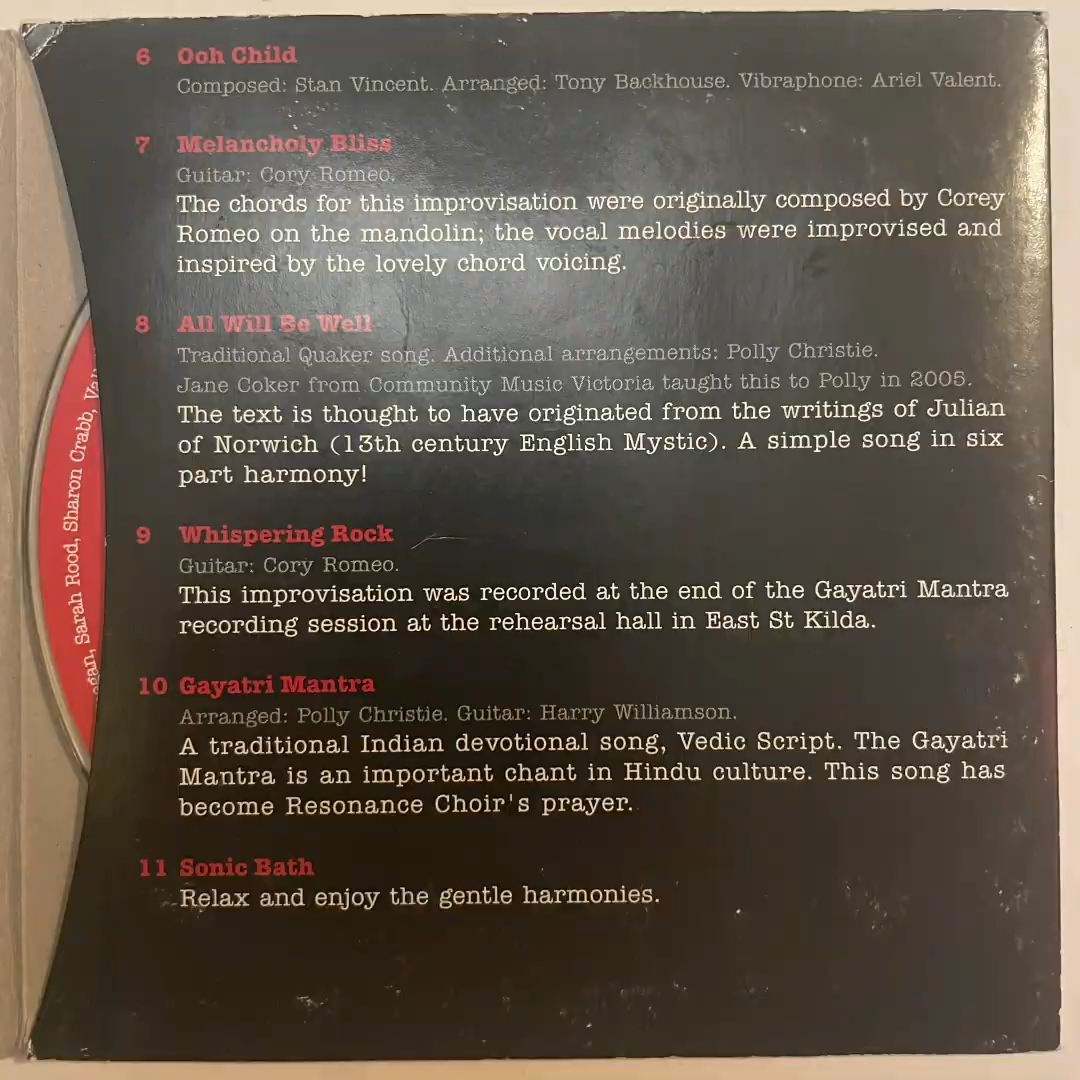 6 Ooh Child
Composed: Stan Vincent. Arranged: Tony Backhouse. Vibraphone: Ariel Valent.
7 Melancholy Bliss
Guitar: Cory Romeo.
The chords for this improvisation were originally composed by Corey
Romeo on the mandolin; the vocal melodies were improvised and
inspired by the lovely chord voicing.
8 All Will Be Well
Traditional Quaker song. Additional arrangements: Polly Christie.
Jane Coker from Community Music Victoria taught this to Polly in 2005.
The text is thought to have originated from the writings of Julian
of Norwich (13th century English Mystic). A simple song in six
part harmony!
9 Whispering Rock
Guitar: Cory Romeo.
This improvisation was recorded at the end of the Gayatri Mantra
recording session at the rehearsal hall in East St Kilda.
10 Gayatri Mantra
Arranged: Polly Christie. Guitar: Harry Williamson.
A traditional Indian devotional song, Vedic Script. The Gayatri
Mantra is an important chant in Hindu culture. This song has
become Resonance Choir's prayer.
11 Sonic Bath
Relax and enjoy the gentle harmonies.
Sarah Rood, Sharon Crabb,